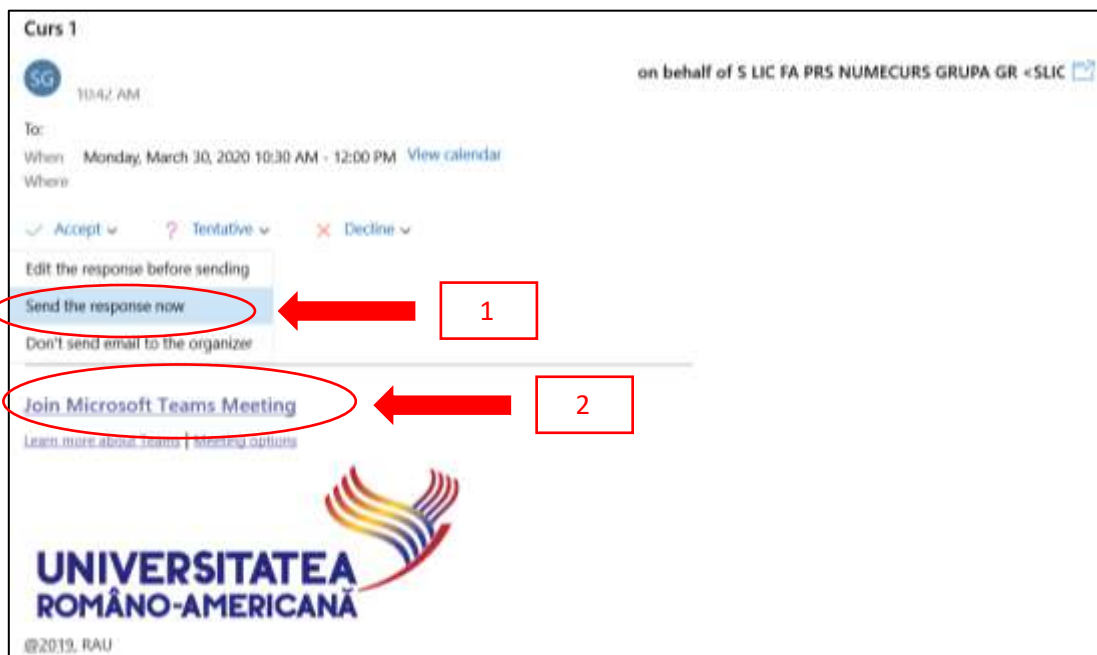 Curs 1
SG
on behalf of S LIC FA PRS NUMECURS GRUPA GR <SLIC
10:42 AM
To:
When Monday, March 30, 2020 10:30 AM - 12:00 PM View calendar
Where
Accept ? Tentative Decline
Edit the response before sending
Send the response now
1
Don't send email to the organizer
Join Microsoft Teams Meeting
2
Learn more about Teams | Meeting options
UNIVERSITATEA
ROMÂNO-AMERICANĂ
@2019, RAU